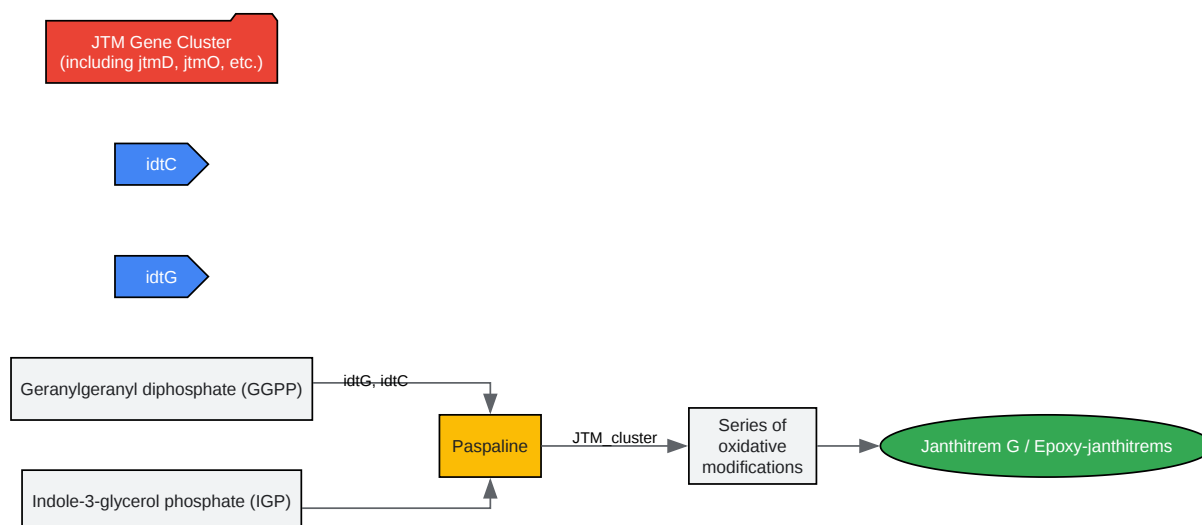 JTM Gene Cluster
(including jtmD, jtmO, etc.)
idtC
idtG
Geranylgeranyl diphosphate (GGPP)
idtG, idtC
Paspaline
JTM_cluster
Series of
oxidative
modifications
Janthitrem G / Epoxy-janthitrems
Indole-3-glycerol phosphate (IGP)